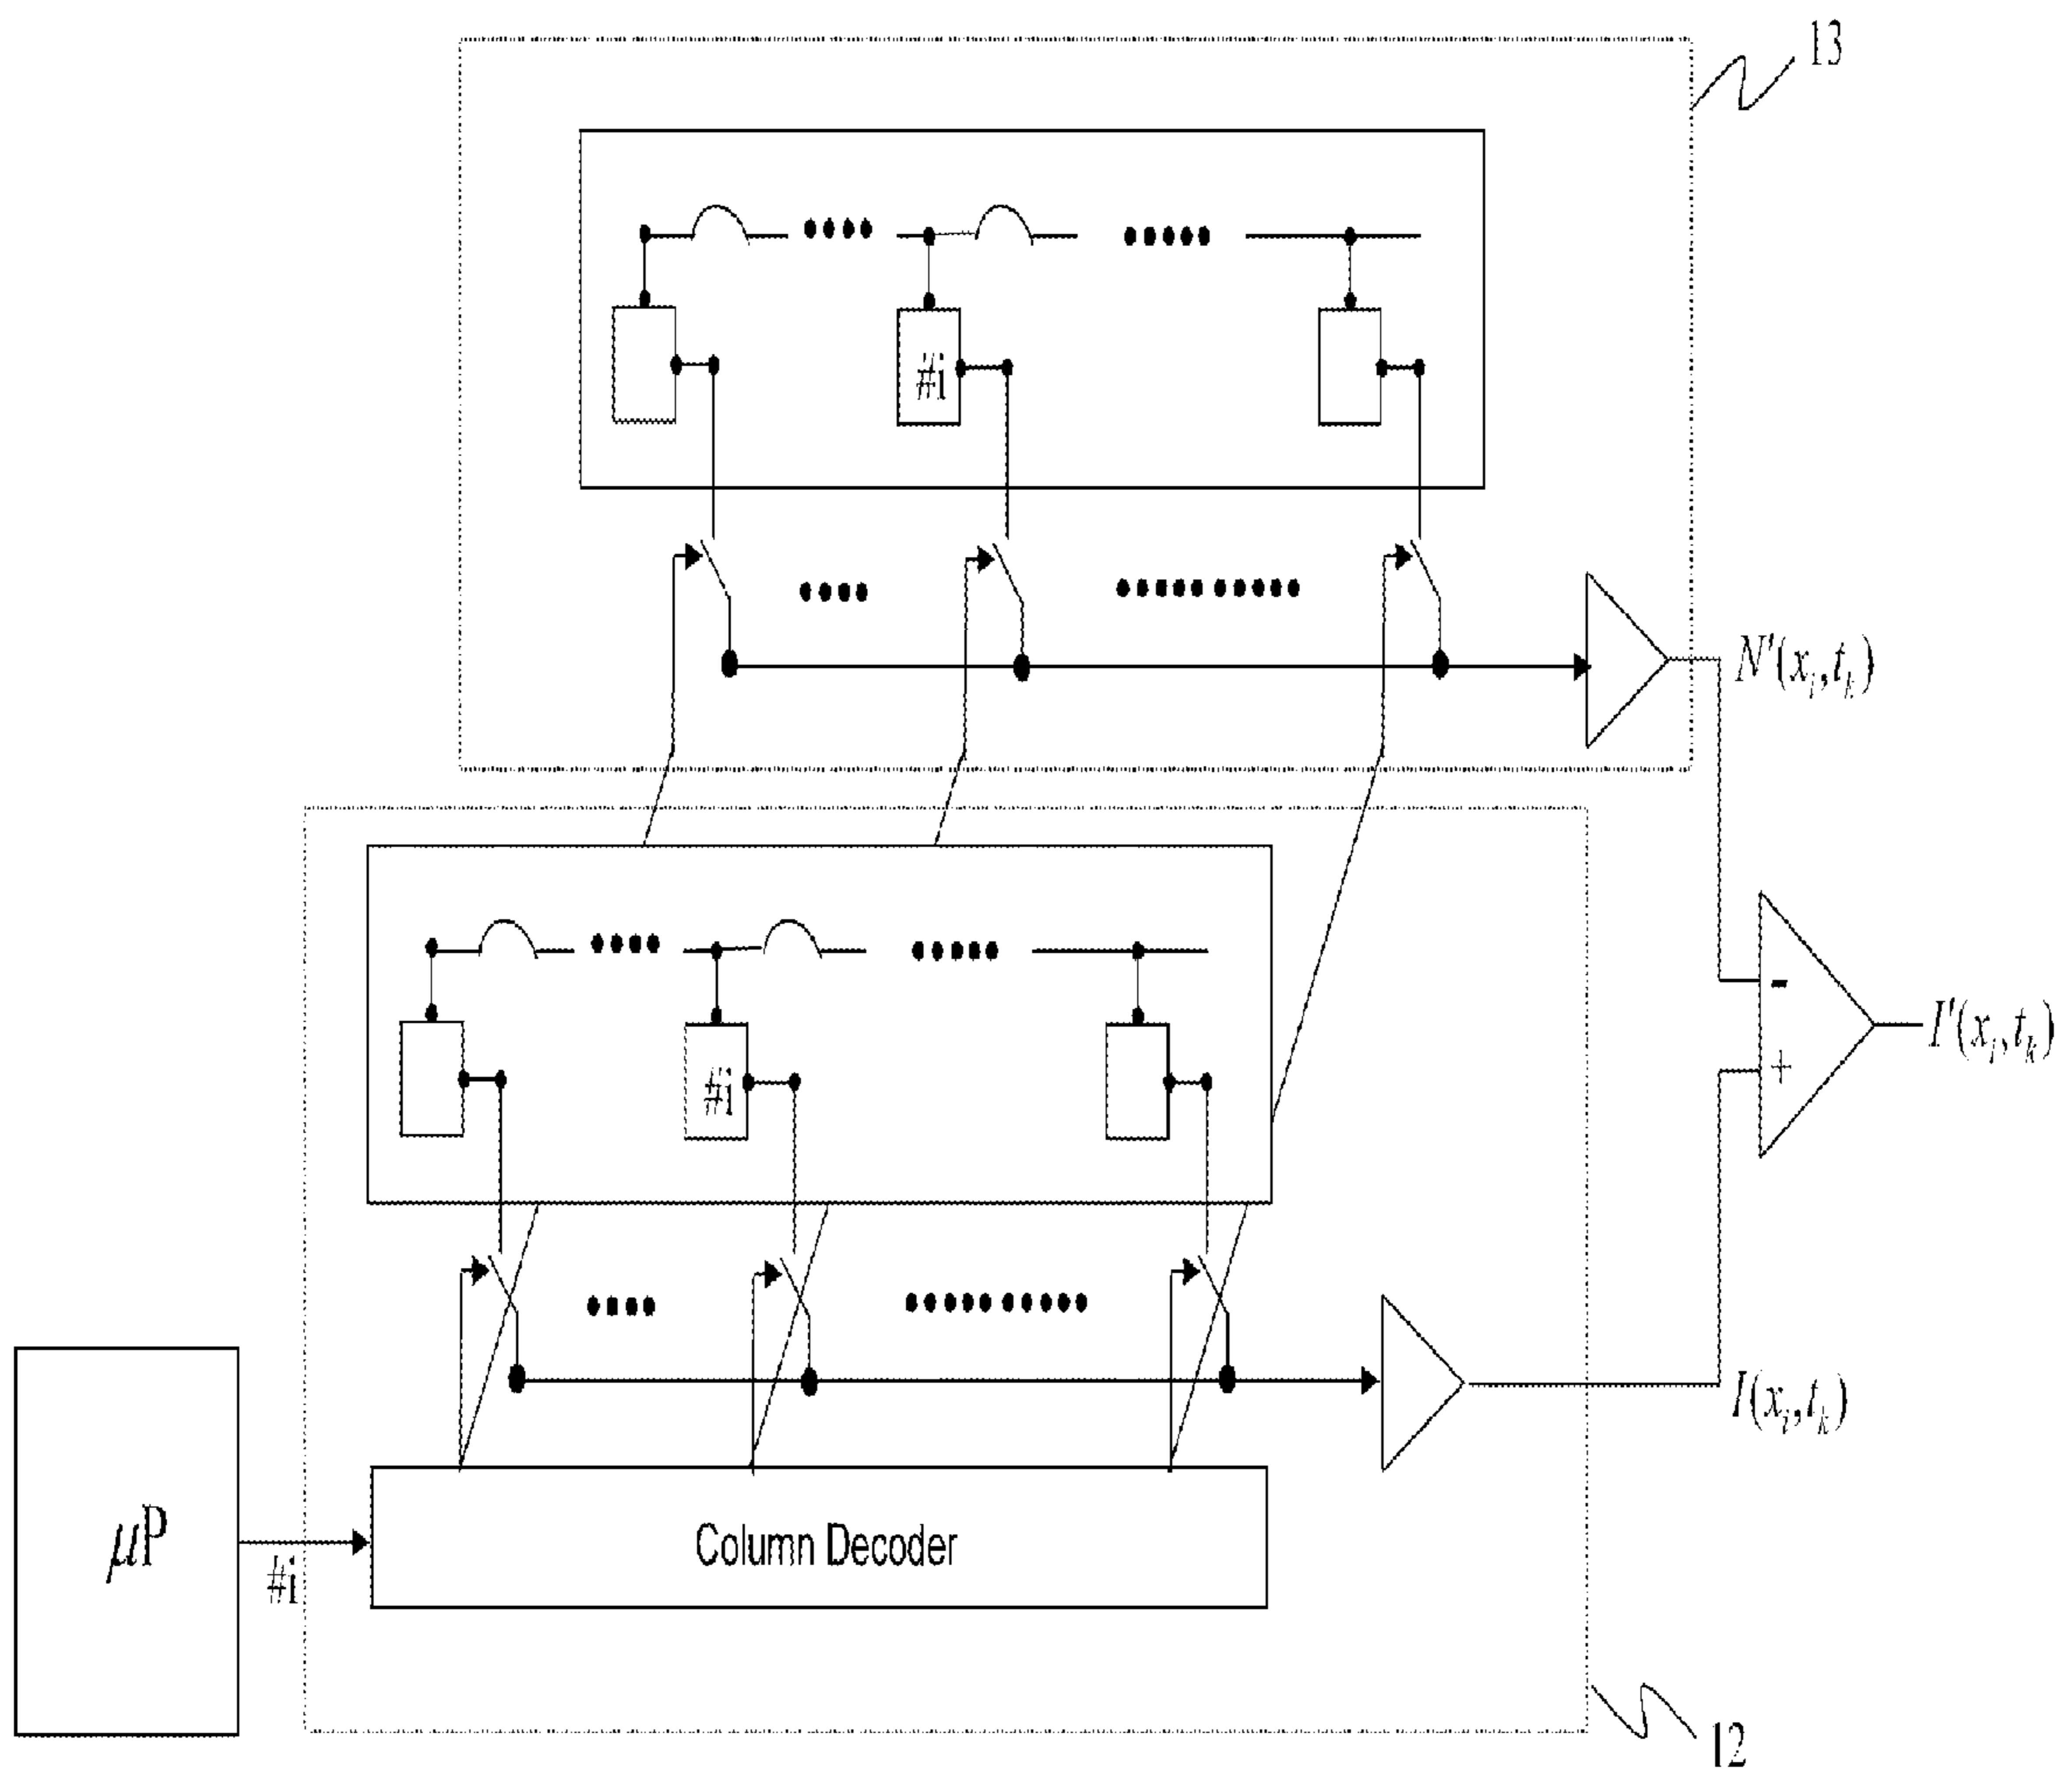 13
#i
N'(x_i,t_k)
-
I'(x_i,t_k)
+
#i
I(x_i,t_k)
μP
#i
Column Decoder
12